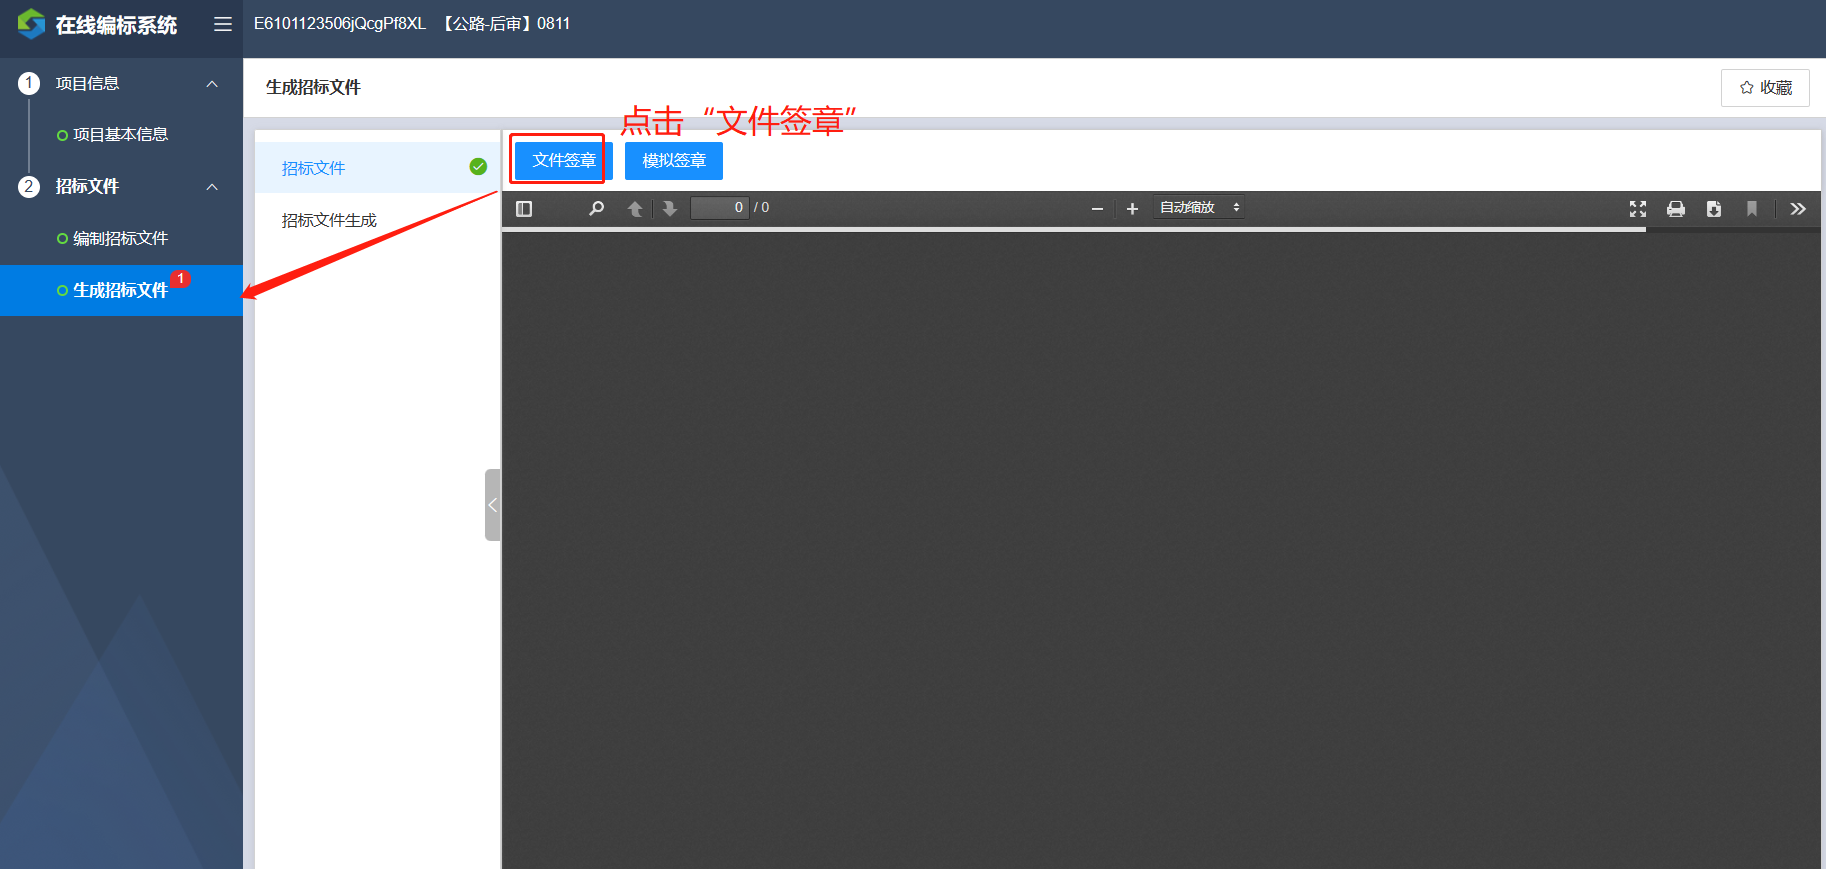 在线编标系统
E6101123506jQcgPf8XL 【公路-后审】0811
1 项目信息
项目基本信息
2 招标文件
编制招标文件
生成招标文件 1
生成招标文件
收藏
点击“文件签章”
招标文件
招标文件生成
文件签章
模拟签章
0 / 0
自动缩放